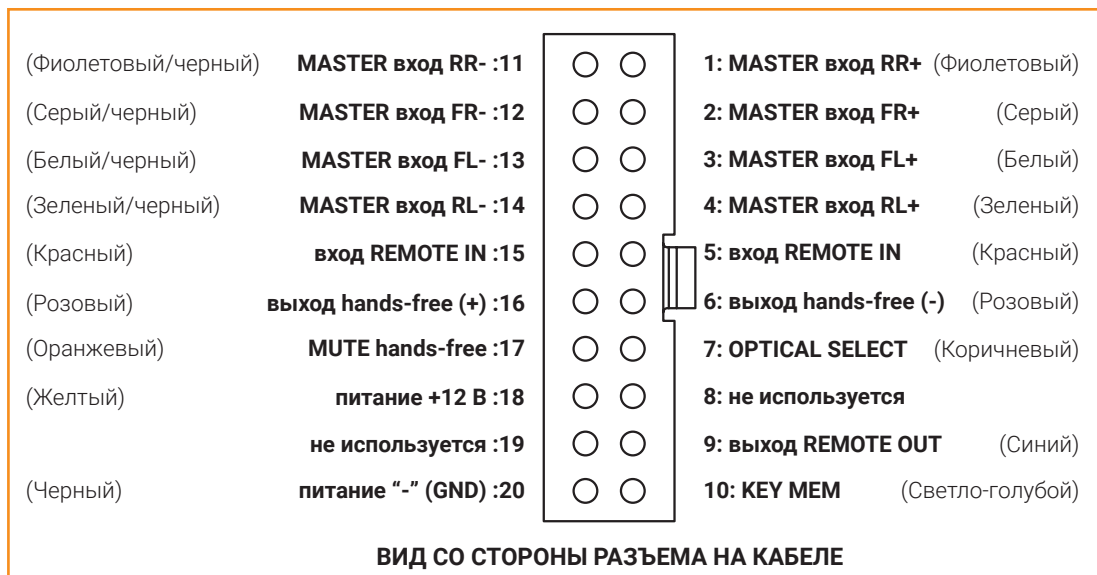 (Фиолетовый/черный) MASTER вход RR- :11 1: MASTER вход RR+ (Фиолетовый)
(Серый/черный) MASTER вход FR- :12 2: MASTER вход FR+ (Серый)
(Белый/черный) MASTER вход FL- :13 3: MASTER вход FL+ (Белый)
(Зеленый/черный) MASTER вход RL- :14 4: MASTER вход RL+ (Зеленый)
(Красный) вход REMOTE IN :15 5: вход REMOTE IN (Красный)
(Розовый) выход hands-free (+) :16 6: выход hands-free (-) (Розовый)
(Оранжевый) MUTE hands-free :17 7: OPTICAL SELECT (Коричневый)
(Желтый) питание +12 В :18 8: не используется
не используется :19 9: выход REMOTE OUT (Синий)
(Черный) питание “-” (GND) :20 10: KEY MEM (Светло-голубой)
ВИД СО СТОРОНЫ РАЗЪЕМА НА КАБЕЛЕ